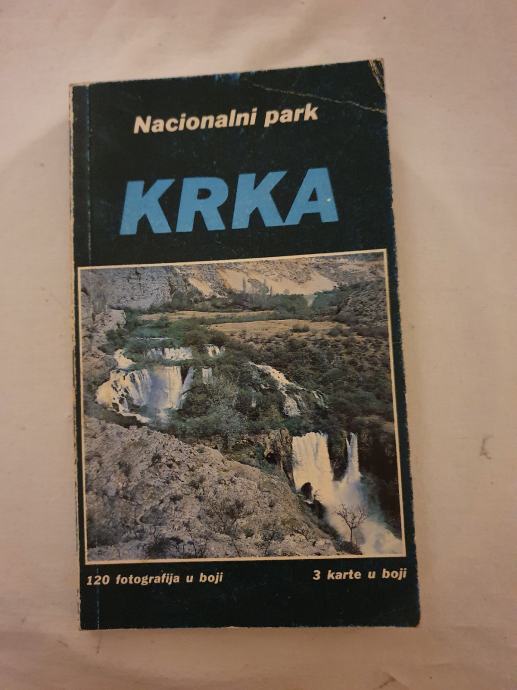 Nacionalni park
KRKA
120 fotografija u boji
3 karte u boji